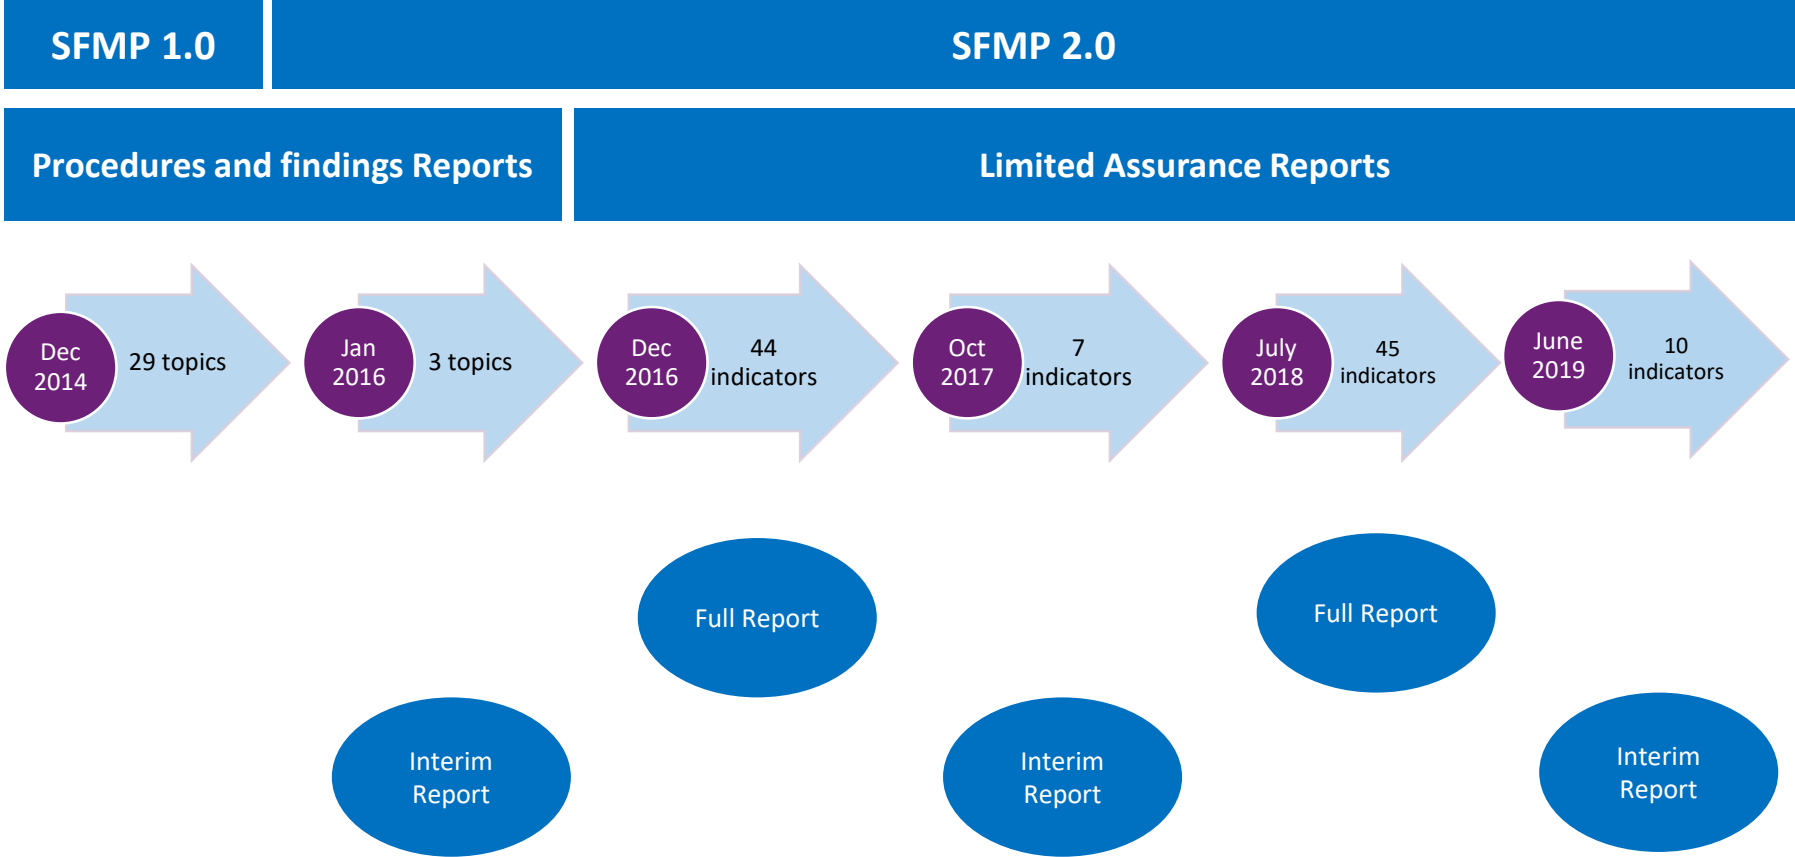 SFMP 1.0
SFMP 2.0
Procedures and findings Reports
Limited Assurance Reports
Dec
2014
29 topics
Jan
2016
3 topics
Dec
2016
44
indicators
Oct
2017
7
indicators
July
2018
45
indicators
June
2019
10
indicators
Full Report
Full Report
Interim
Report
Interim
Report
Interim
Report